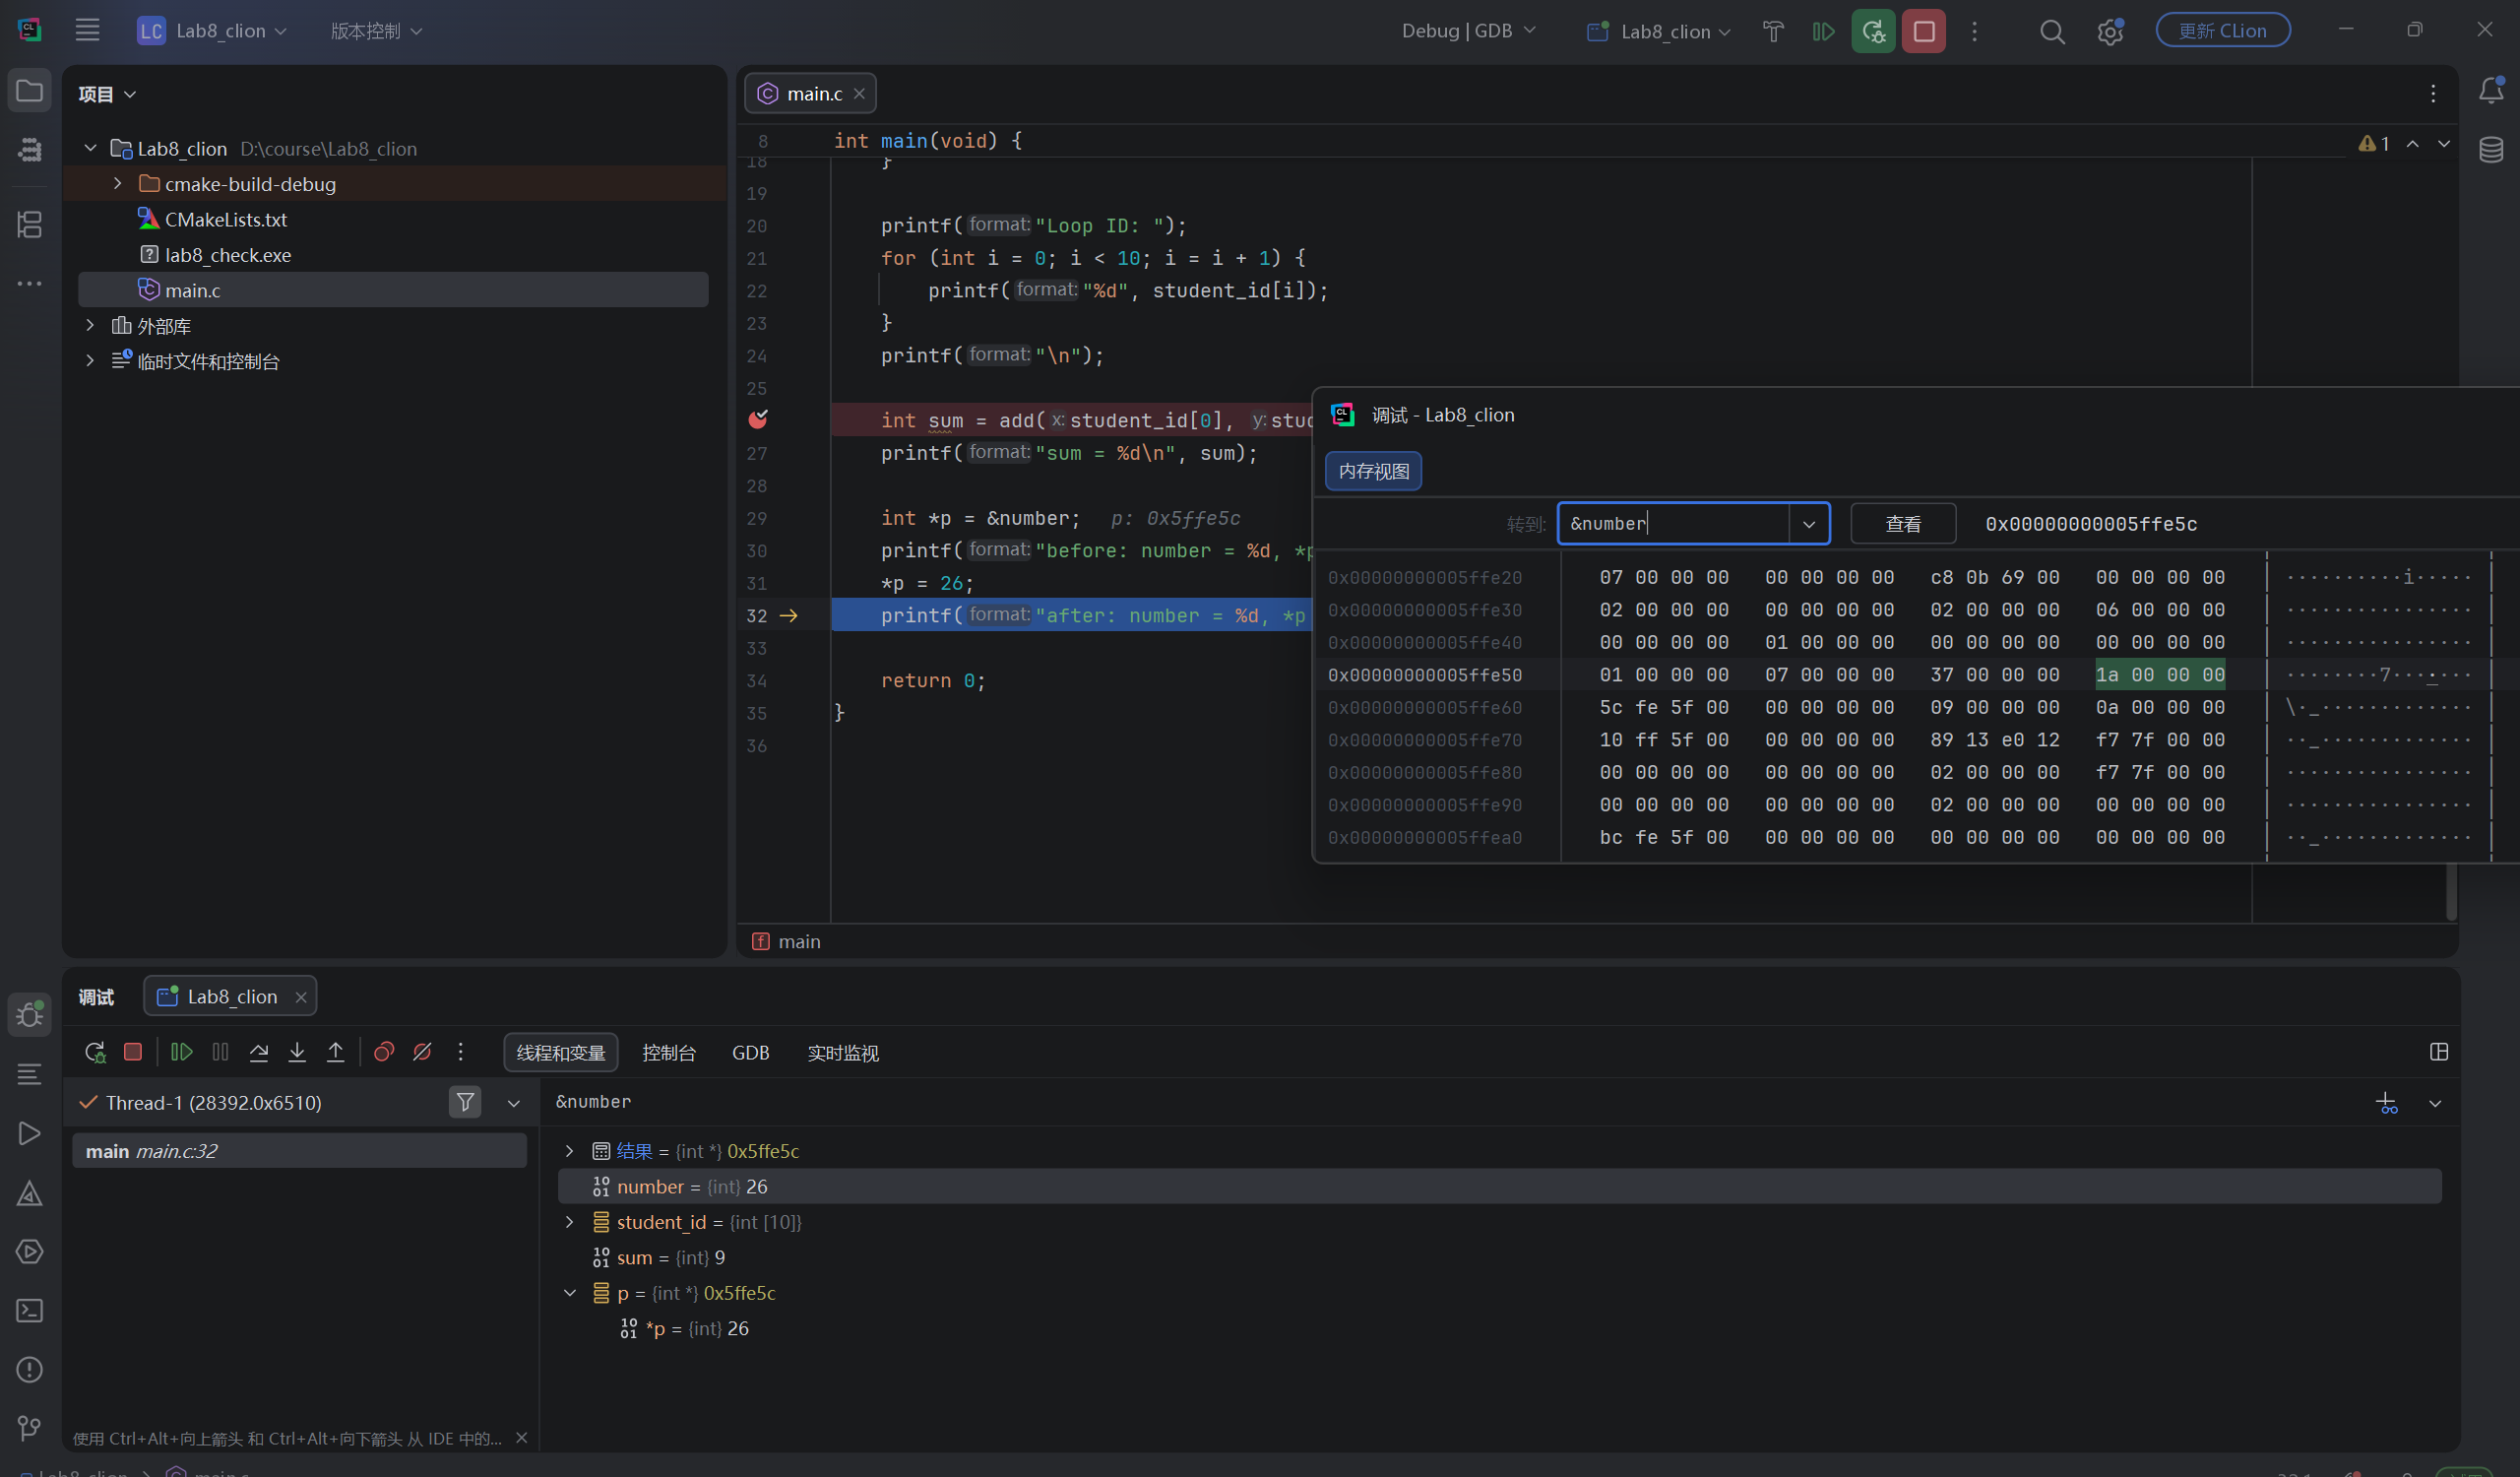 LC Lab8_clion 版本控制 Debug | GDB Lab8_clion 更新 CLion
项目
Lab8_clion D:\course\Lab8_clion
cmake-build-debug
CMakeLists.txt
lab8_check.exe
main.c
外部库
临时文件和控制台
main.c
8 int main(void) {
1
18 }
19
20 printf(format:"Loop ID: ");
21 for (int i = 0; i < 10; i = i + 1) {
22 printf(format:"%d", student_id[i]);
23 }
24 printf(format:"\n");
25
int sum = add(x:student_id[0], y:stud
27 printf(format:"sum = %d\n", sum);
28
29 int *p = &number; p: 0x5ffe5c
30 printf(format:"before: number = %d, *p
31 *p = 26;
32 printf(format:"after: number = %d, *p
33
34 return 0;
35 }
36
main
调试 - Lab8_clion
内存视图
转到: &number 查看 0x00000000005ffe5c
0x00000000005ffe20 07 00 00 00 00 00 00 00 c8 0b 69 00 00 00 00 00 ··········i·····
0x00000000005ffe30 02 00 00 00 00 00 00 00 02 00 00 00 06 00 00 00 ················
0x00000000005ffe40 00 00 00 00 01 00 00 00 00 00 00 00 00 00 00 00 ················
0x00000000005ffe50 01 00 00 00 07 00 00 00 37 00 00 00 1a 00 00 00 ········7·······
0x00000000005ffe60 5c fe 5f 00 00 00 00 00 09 00 00 00 0a 00 00 00 \·_·············
0x00000000005ffe70 10 ff 5f 00 00 00 00 00 89 13 e0 12 f7 7f 00 00 ··_·············
0x00000000005ffe80 00 00 00 00 00 00 00 00 02 00 00 00 f7 7f 00 00 ················
0x00000000005ffe90 00 00 00 00 00 00 00 00 02 00 00 00 00 00 00 00 ················
0x00000000005ffea0 bc fe 5f 00 00 00 00 00 00 00 00 00 00 00 00 00 ··_·············
调试 Lab8_clion
线程和变量 控制台 GDB 实时监视
Thread-1 (28392.0x6510)
main main.c:32
&number
结果 = {int *} 0x5ffe5c
number = {int} 26
student_id = {int [10]}
sum = {int} 9
p = {int *} 0x5ffe5c
*p = {int} 26
使用 Ctrl+Alt+向上箭头 和 Ctrl+Alt+向下箭头 从 IDE 中的...